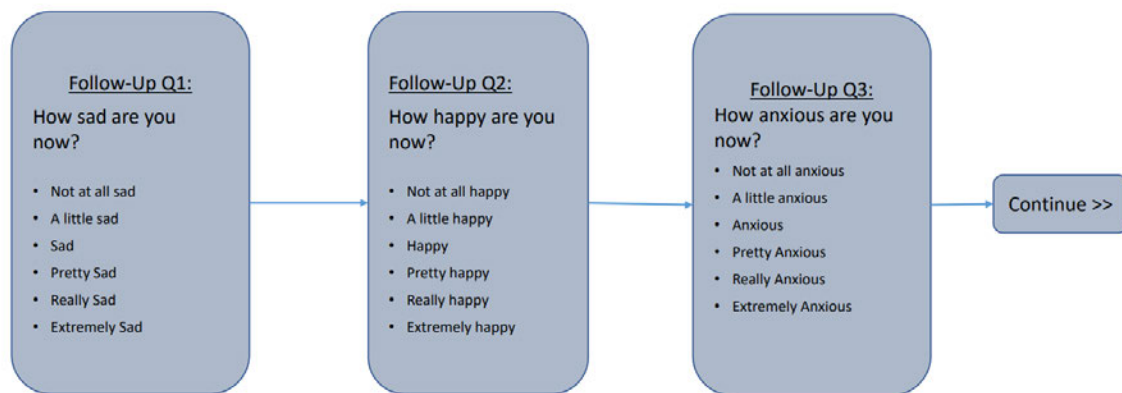 Follow-Up Q1:
How sad are you
now?
• Not at all sad
• A little sad
• Sad
• Pretty Sad
• Really Sad
• Extremely Sad
Follow-Up Q2:
How happy are you
now?
• Not at all happy
• A little happy
• Happy
• Pretty happy
• Really happy
• Extremely happy
Follow-Up Q3:
How anxious are you
now?
• Not at all anxious
• A little anxious
• Anxious
• Pretty Anxious
• Really Anxious
• Extremely Anxious
Continue >>